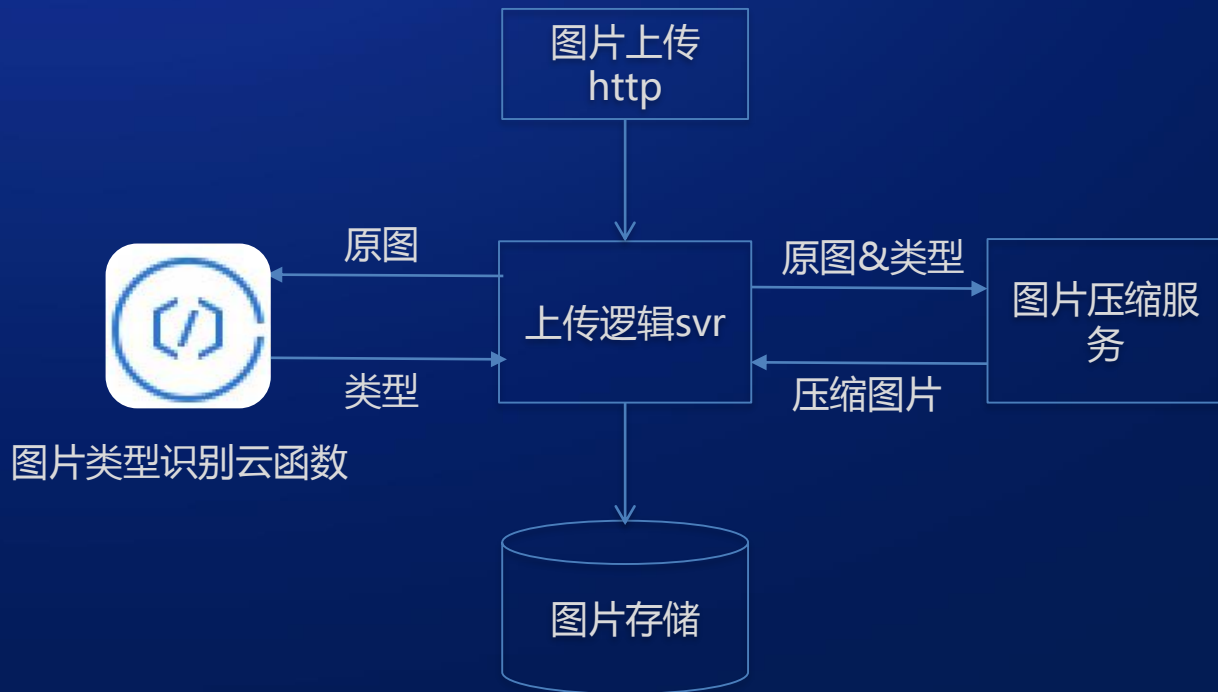 图片上传
http
原图
原图&类型
上传逻辑svr
图片压缩服
务
类型
压缩图片
图片类型识别云函数
图片存储